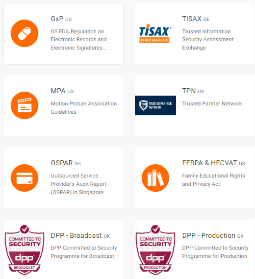 GxP US
US FDA Regulation on
Electronic Records and
Electronic Signatures...
TiSAX DE
Trusted Information
Security Assessment
Exchange
TISAX
MPA US
Motion Picture Association
Guidelines
TPN US
Trusted Partner Network
TRUSTED PARTNER
NETWORK
OSPAR SG
Outsourced Service
Provider's Audit Report
(OSPAR) in Singapore
FERPA & HECVAT US
Family Educational Rights
and Privacy Act
DPP - Broadcast UK
DPP Committed to Security
Programme for Broadcast
COMMITTED TO
SECURITY
dpp
BROADCAST
DPP - Production UK
DPP Committed to Security
Programme for Production
COMMITTED TO
SECURITY
dpp
PRODUCTION